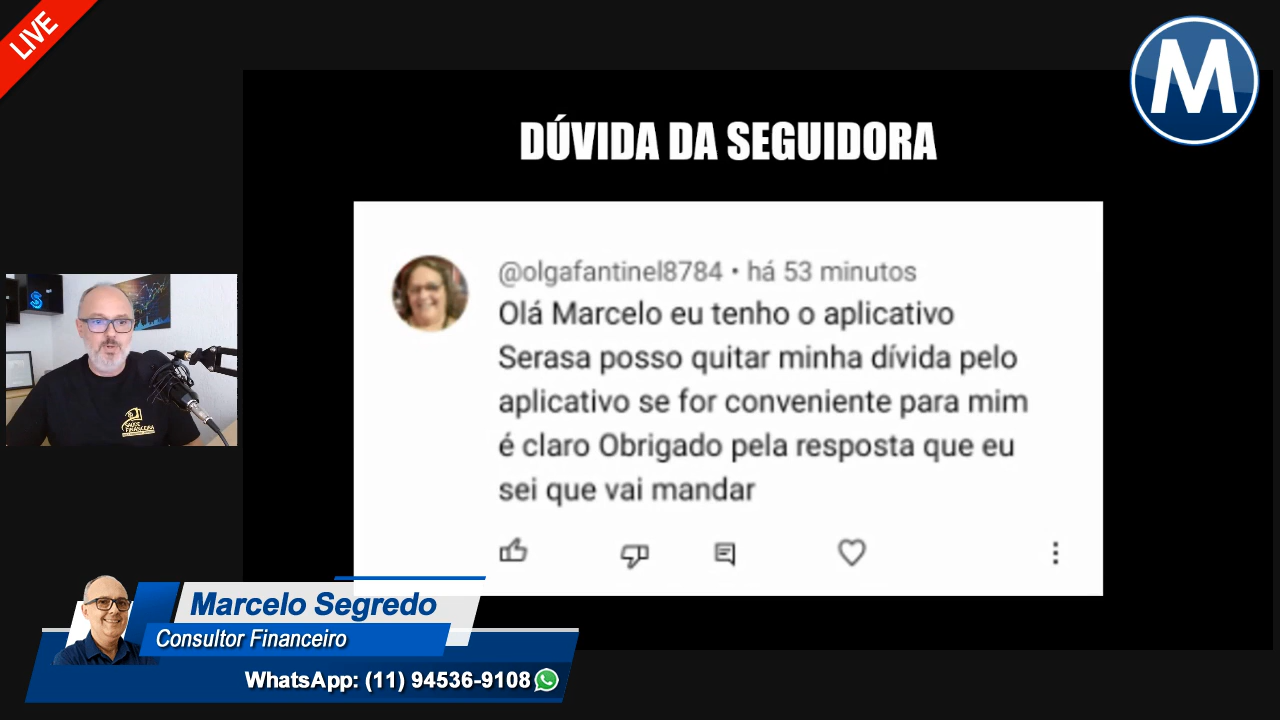 LIVE
M
DÚVIDA DA SEGUIDORA
@olgafantinel8784 • há 53 minutos
Olá Marcelo eu tenho o aplicativo
Serasa posso quitar minha dívida pelo
aplicativo se for conveniente para mim
é claro Obrigado pela resposta que eu
sei que vai mandar
Marcelo Segredo
Consultor Financeiro
WhatsApp: (11) 94536-9108